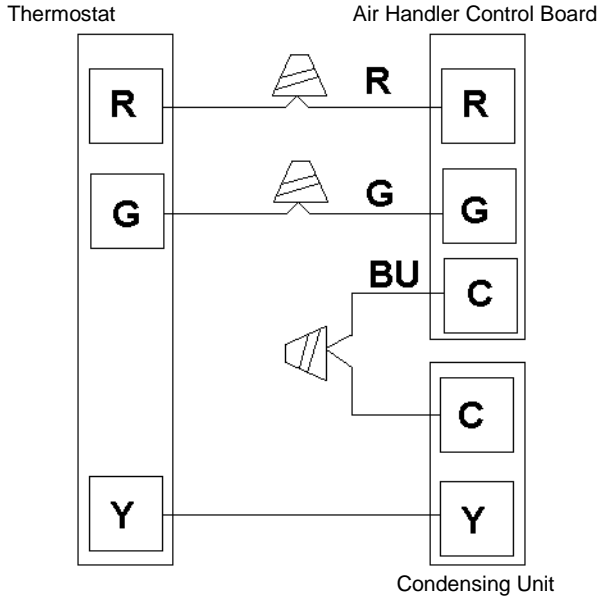 Thermostat
Air Handler Control Board
R
R
R
G
G
G
BU
C
C
Y
Y
Condensing Unit